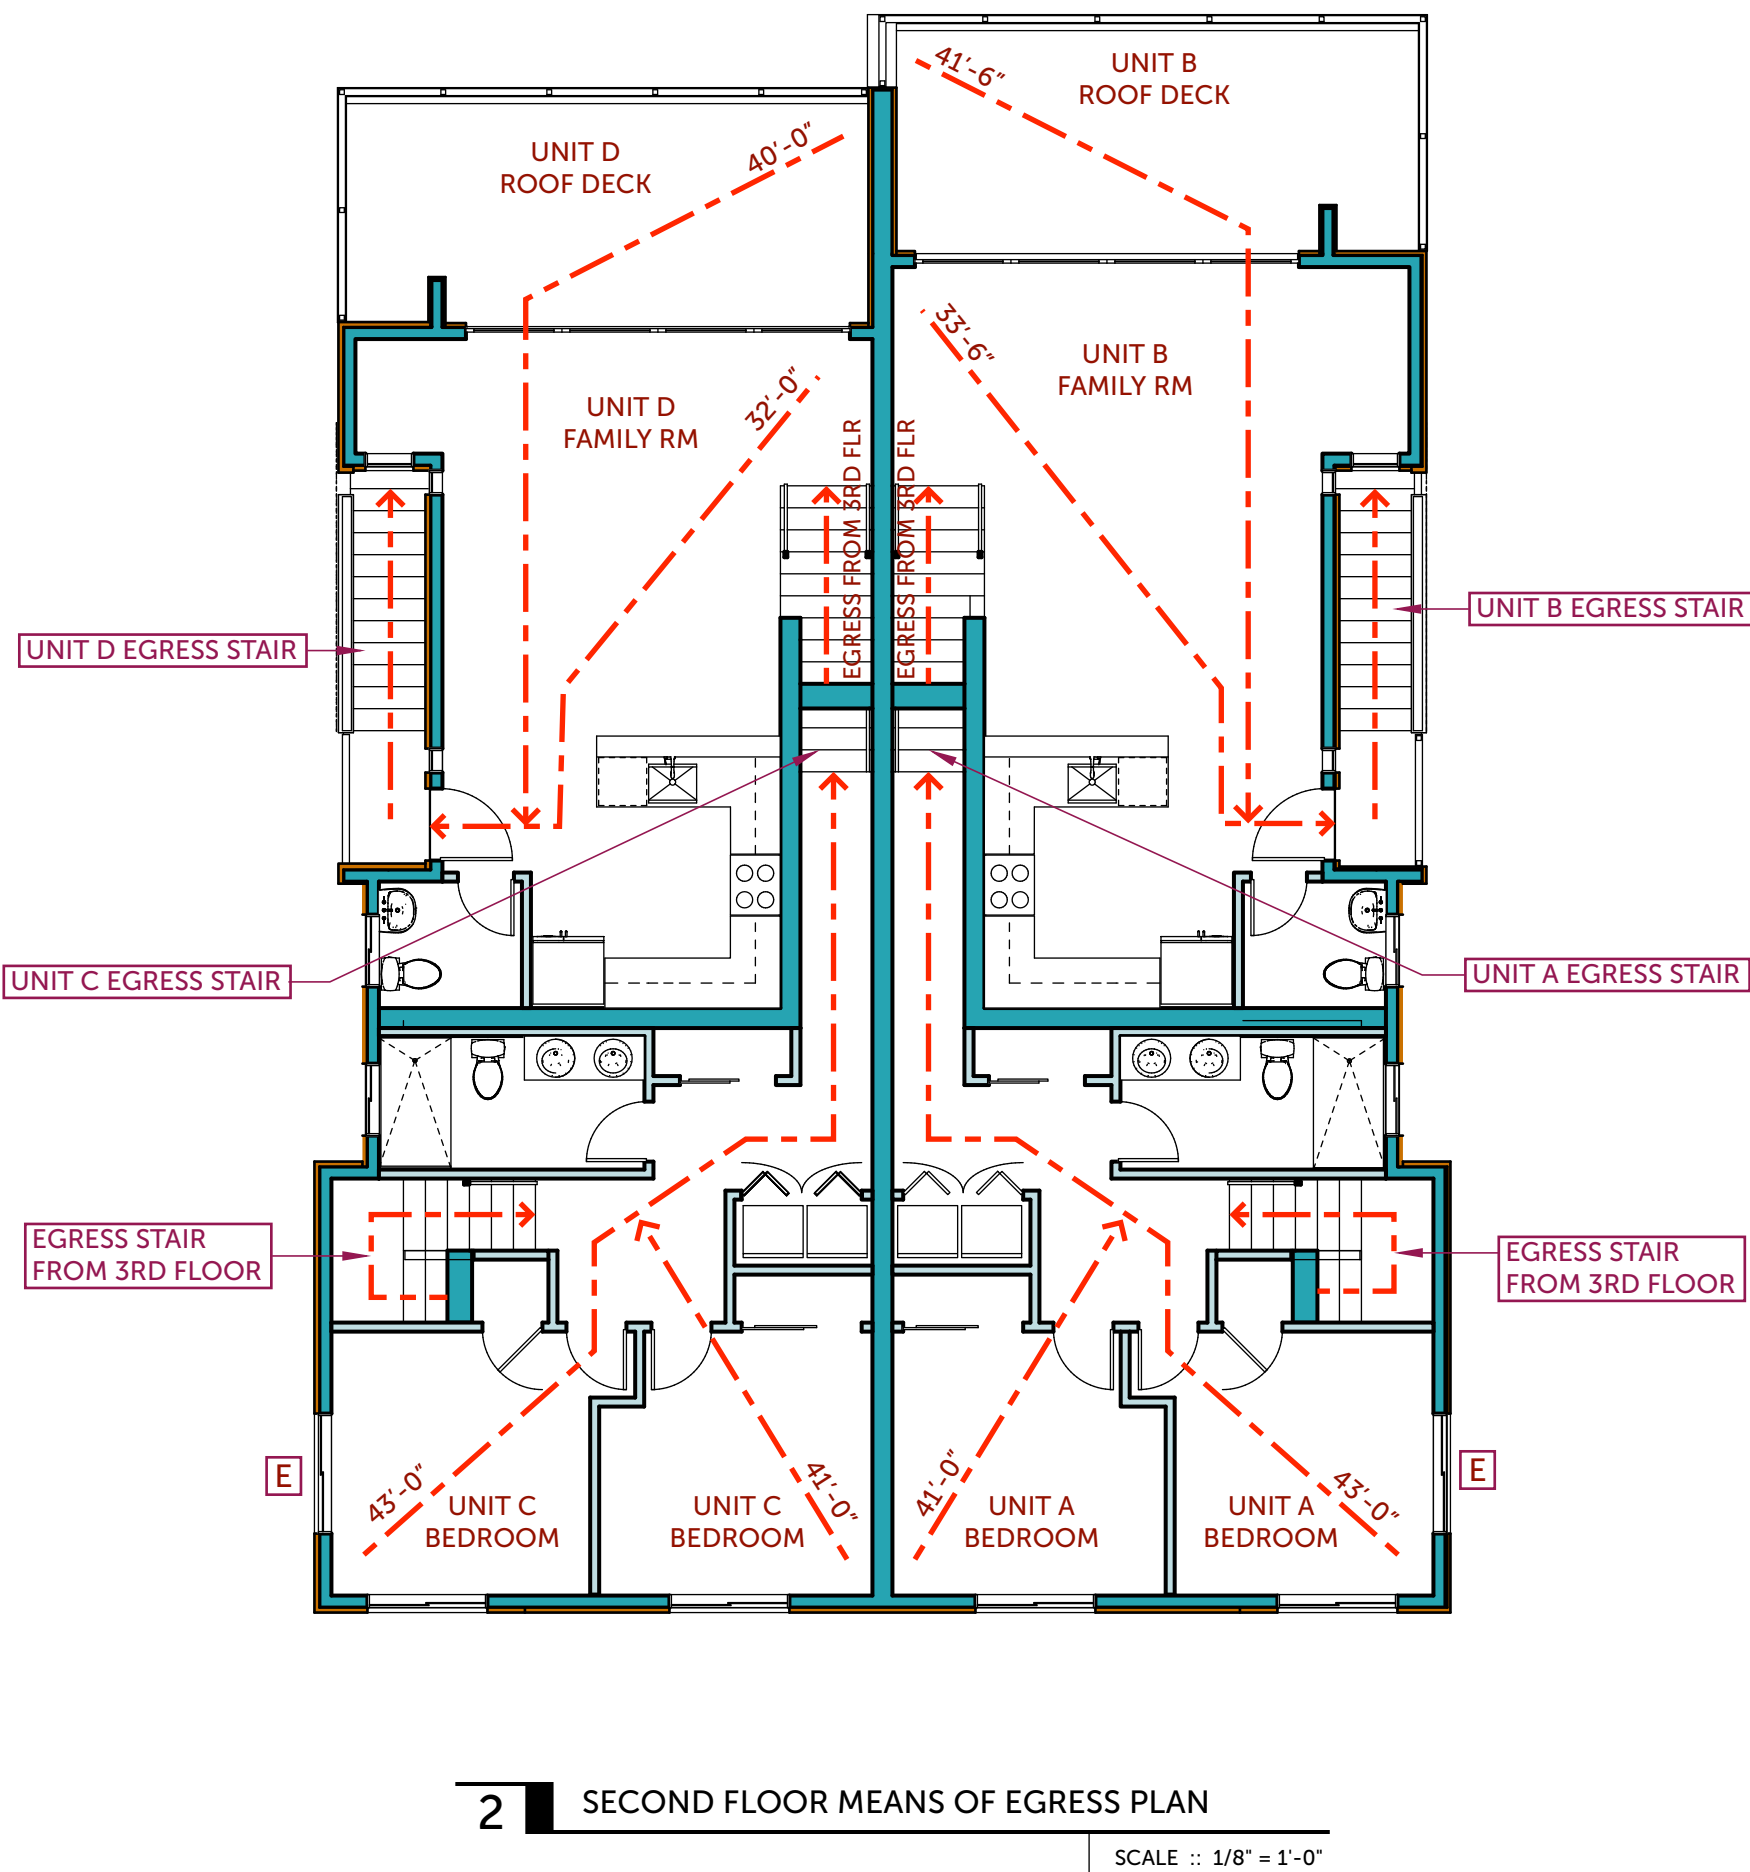 41'-6"
UNIT B
ROOF DECK
40'-0"
UNIT D
ROOF DECK
33'-6"
UNIT B
FAMILY RM
32'-0"
UNIT D
FAMILY RM
EGRESS FROM 3RD FLR
EGRESS FROM 3RD FLR
UNIT B EGRESS STAIR
UNIT D EGRESS STAIR
UNIT C EGRESS STAIR
UNIT A EGRESS STAIR
EGRESS STAIR
FROM 3RD FLOOR
EGRESS STAIR
FROM 3RD FLOOR
E
E
43'-0"
UNIT C
BEDROOM
41'-0"
UNIT C
BEDROOM
41'-0"
UNIT A
BEDROOM
43'-0"
UNIT A
BEDROOM
2
SECOND FLOOR MEANS OF EGRESS PLAN
SCALE :: 1/8" = 1'-0"